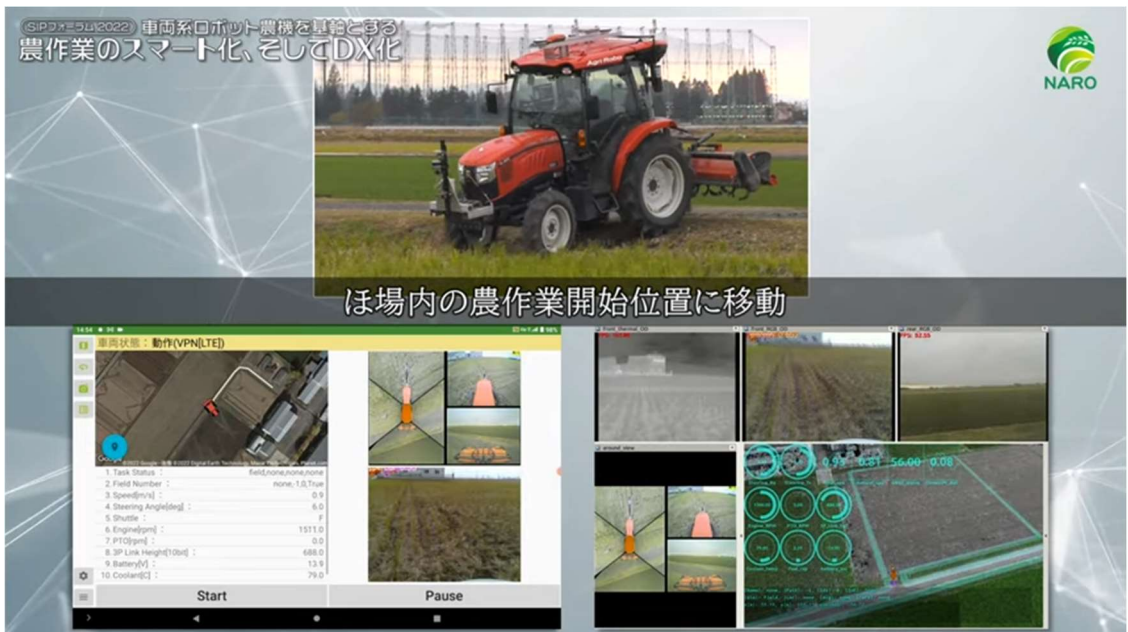 SIPフォーラム2022 車両系ロボット農機を基軸とする
農作業のスマート化、そしてDX化
NARO
ほ場内の農作業開始位置に移動
14:54
98%
車両状態：動作(VPN[LTE])
1. Task Status : field,none,none,none
2. Field Number : none,-1,0,True
3. Speed[m/s] : 0.9
4. Steering Angle[deg] : 6.0
5. Shuttle : F
6. Engine[rpm] : 1511.0
7. PTO[rpm] : 0.0
8. 3P Link Height[10bit] : 688.0
9. Battery[V] : 13.9
10. Coolant[C] : 79.0
Start
Pause
around_view
0.95 0.81 56.00 0.08